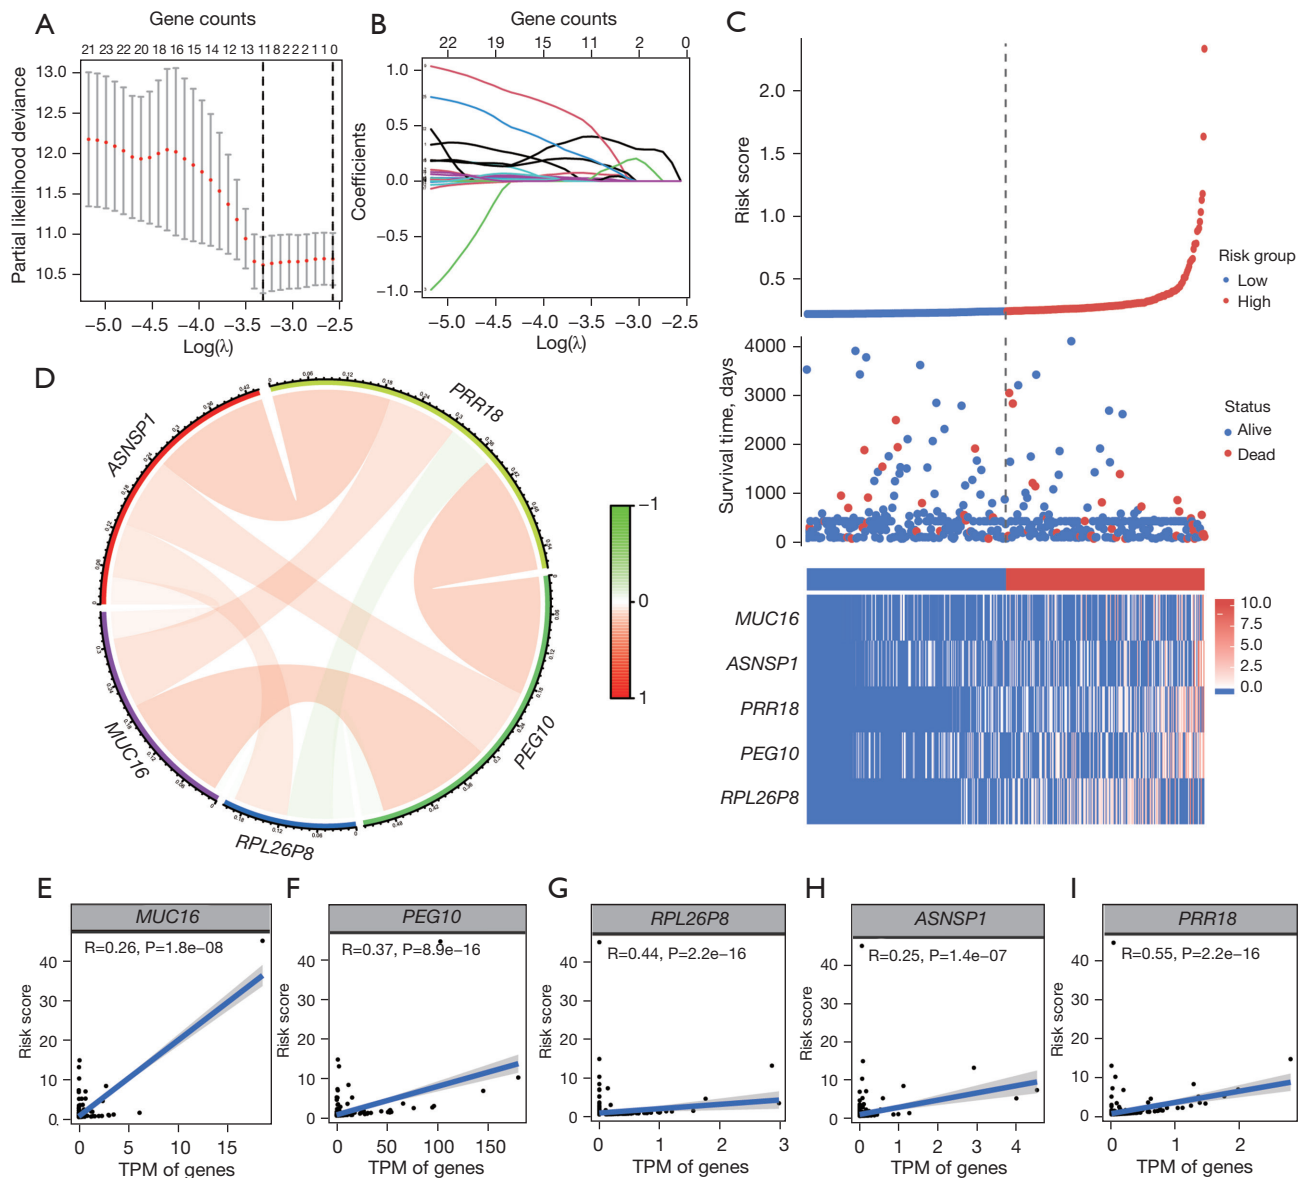 A
Gene counts
21 23 22 20 18 16 15 14 12 13 11 8 2 2 2 1 1 0
Partial likelihood deviance
13.0
12.5
12.0
11.5
11.0
10.5
−5.0 −4.5 −4.0 −3.5 −3.0 −2.5
Log(λ)
B
Gene counts
22 19 15 11 2 0
Coefficients
1.0
0.5
0.0
−0.5
−1.0
−5.0 −4.5 −4.0 −3.5 −3.0 −2.5
Log(λ)
C
Risk score
2.0
1.5
1.0
0.5
Risk group
Low
High
Survival time, days
4000
3000
2000
1000
0
Status
Alive
Dead
MUC16
ASNSP1
PRR18
PEG10
RPL26P8
10.0
7.5
5.0
2.5
0.0
D
ASNSP1
PRR18
PEG10
RPL26P8
MUC16
−1
0
1
E
MUC16
R=0.26, P=1.8e−08
Risk score
40
30
20
10
0
0 5 10 15
TPM of genes
F
PEG10
R=0.37, P=8.9e−16
Risk score
40
30
20
10
0
0 50 100 150
TPM of genes
G
RPL26P8
R=0.44, P=2.2e−16
Risk score
40
30
20
10
0
0 1 2 3
TPM of genes
H
ASNSP1
R=0.25, P=1.4e−07
Risk score
40
30
20
10
0
0 1 2 3 4
TPM of genes
I
PRR18
R=0.55, P=2.2e−16
Risk score
40
30
20
10
0
0 1 2
TPM of genes